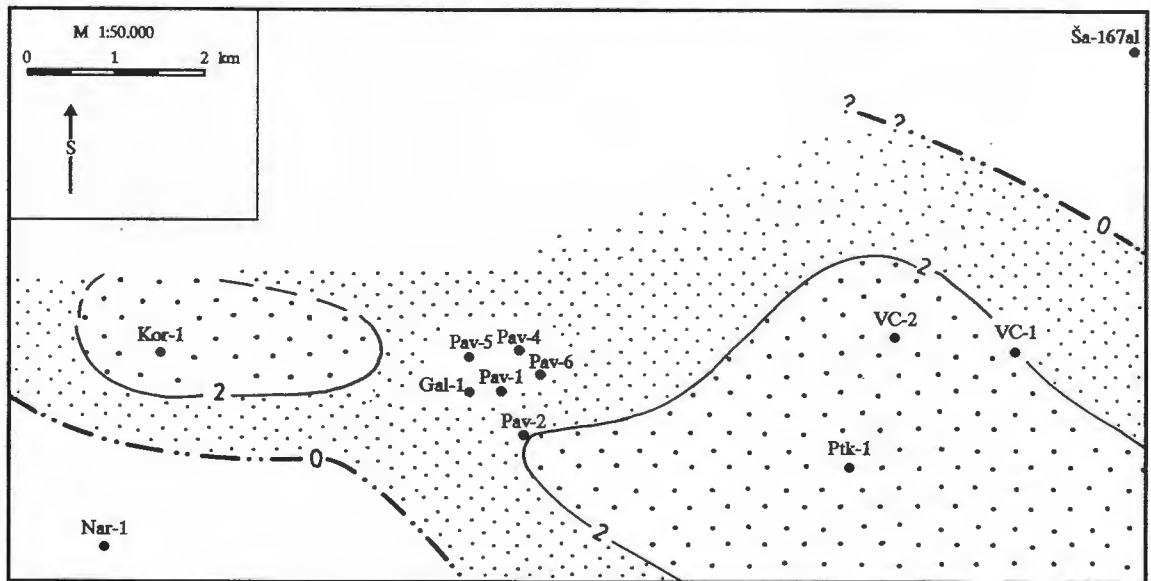 M 1:50.000
0 1 2 km
S
Ša-167al
? ?
0
2
VC-2
VC-1
Kor-1
Pav-5 Pav-4
Pav-6
Gal-1 Pav-1
2
Pav-2
0
Ptk-1
2
Nar-1